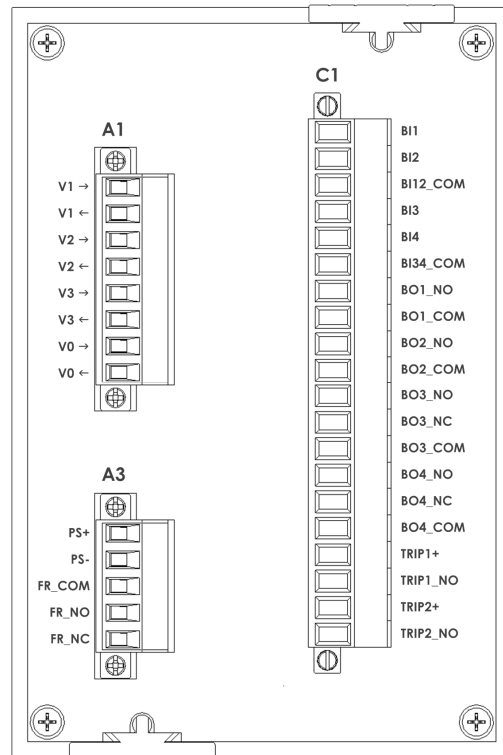 C1
A1
V1 →
V1 ←
V2 →
V2 ←
V3 →
V3 ←
V0 →
V0 ←
A3
PS+
PS-
FR_COM
FR_NO
FR_NC
BI1
BI2
BI12_COM
BI3
BI4
BI34_COM
BO1_NO
BO1_COM
BO2_NO
BO2_COM
BO3_NO
BO3_NC
BO3_COM
BO4_NO
BO4_NC
BO4_COM
TRIP1+
TRIP1_NO
TRIP2+
TRIP2_NO